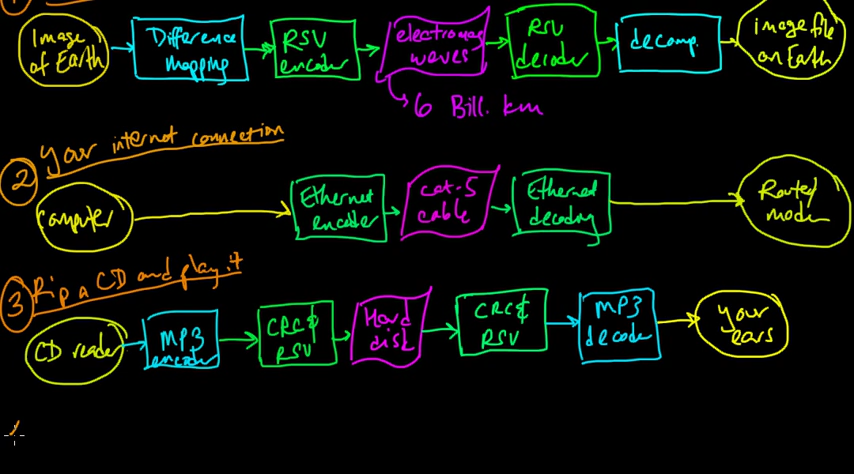 1
Image of Earth
Difference mapping
RSV encoder
electromag waves
RSV decoder
decomp.
image file on Earth
6 Bill. km
2 Your internet connection
Computer
Ethernet encoder
cat-5 cable
Ethernet decoding
3 Rip a CD and play it
CD reader
MP3 encoder
CRC & RSV
Hard disk
CRC & RSV
MP3 decoder
your ears